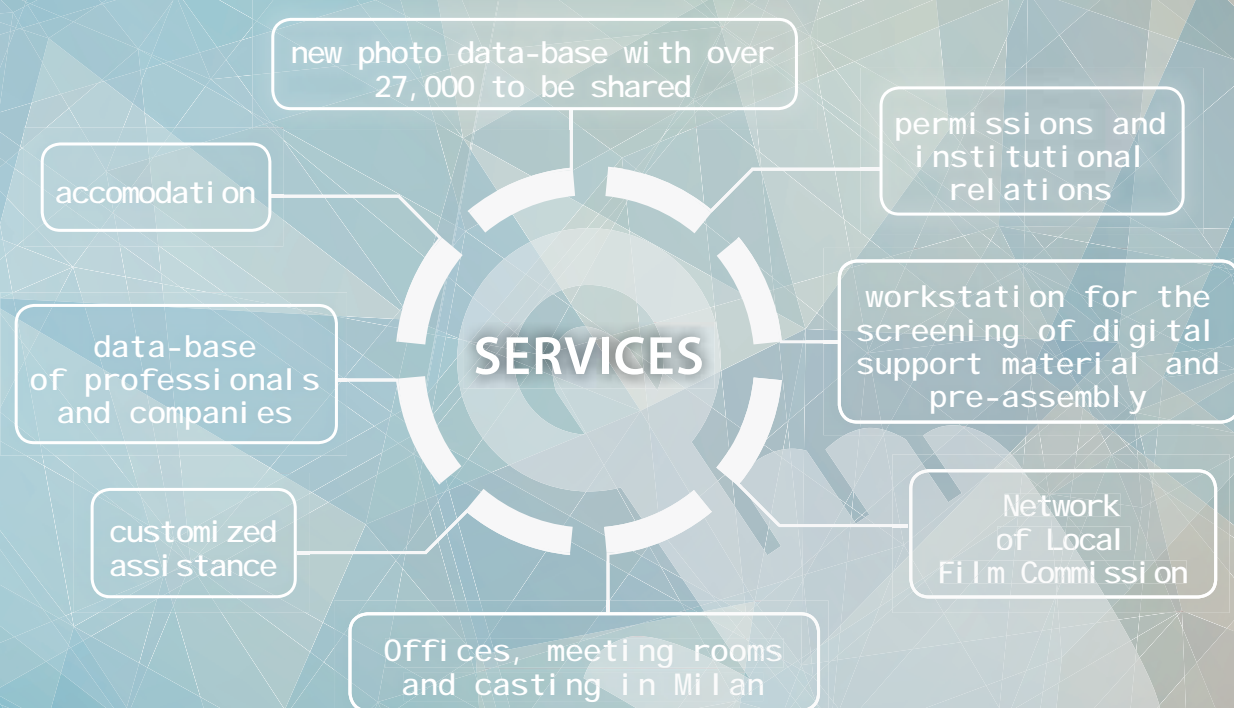 new photo data-base with over
27,000 to be shared
permissions and
institutional
relations
accomodation
workstation for the
screening of digital
support material and
pre-assembly
SERVICES
data-base
of professionals
and companies
Network
of Local
Film Commission
customized
assistance
Offices, meeting rooms
and casting in Milan